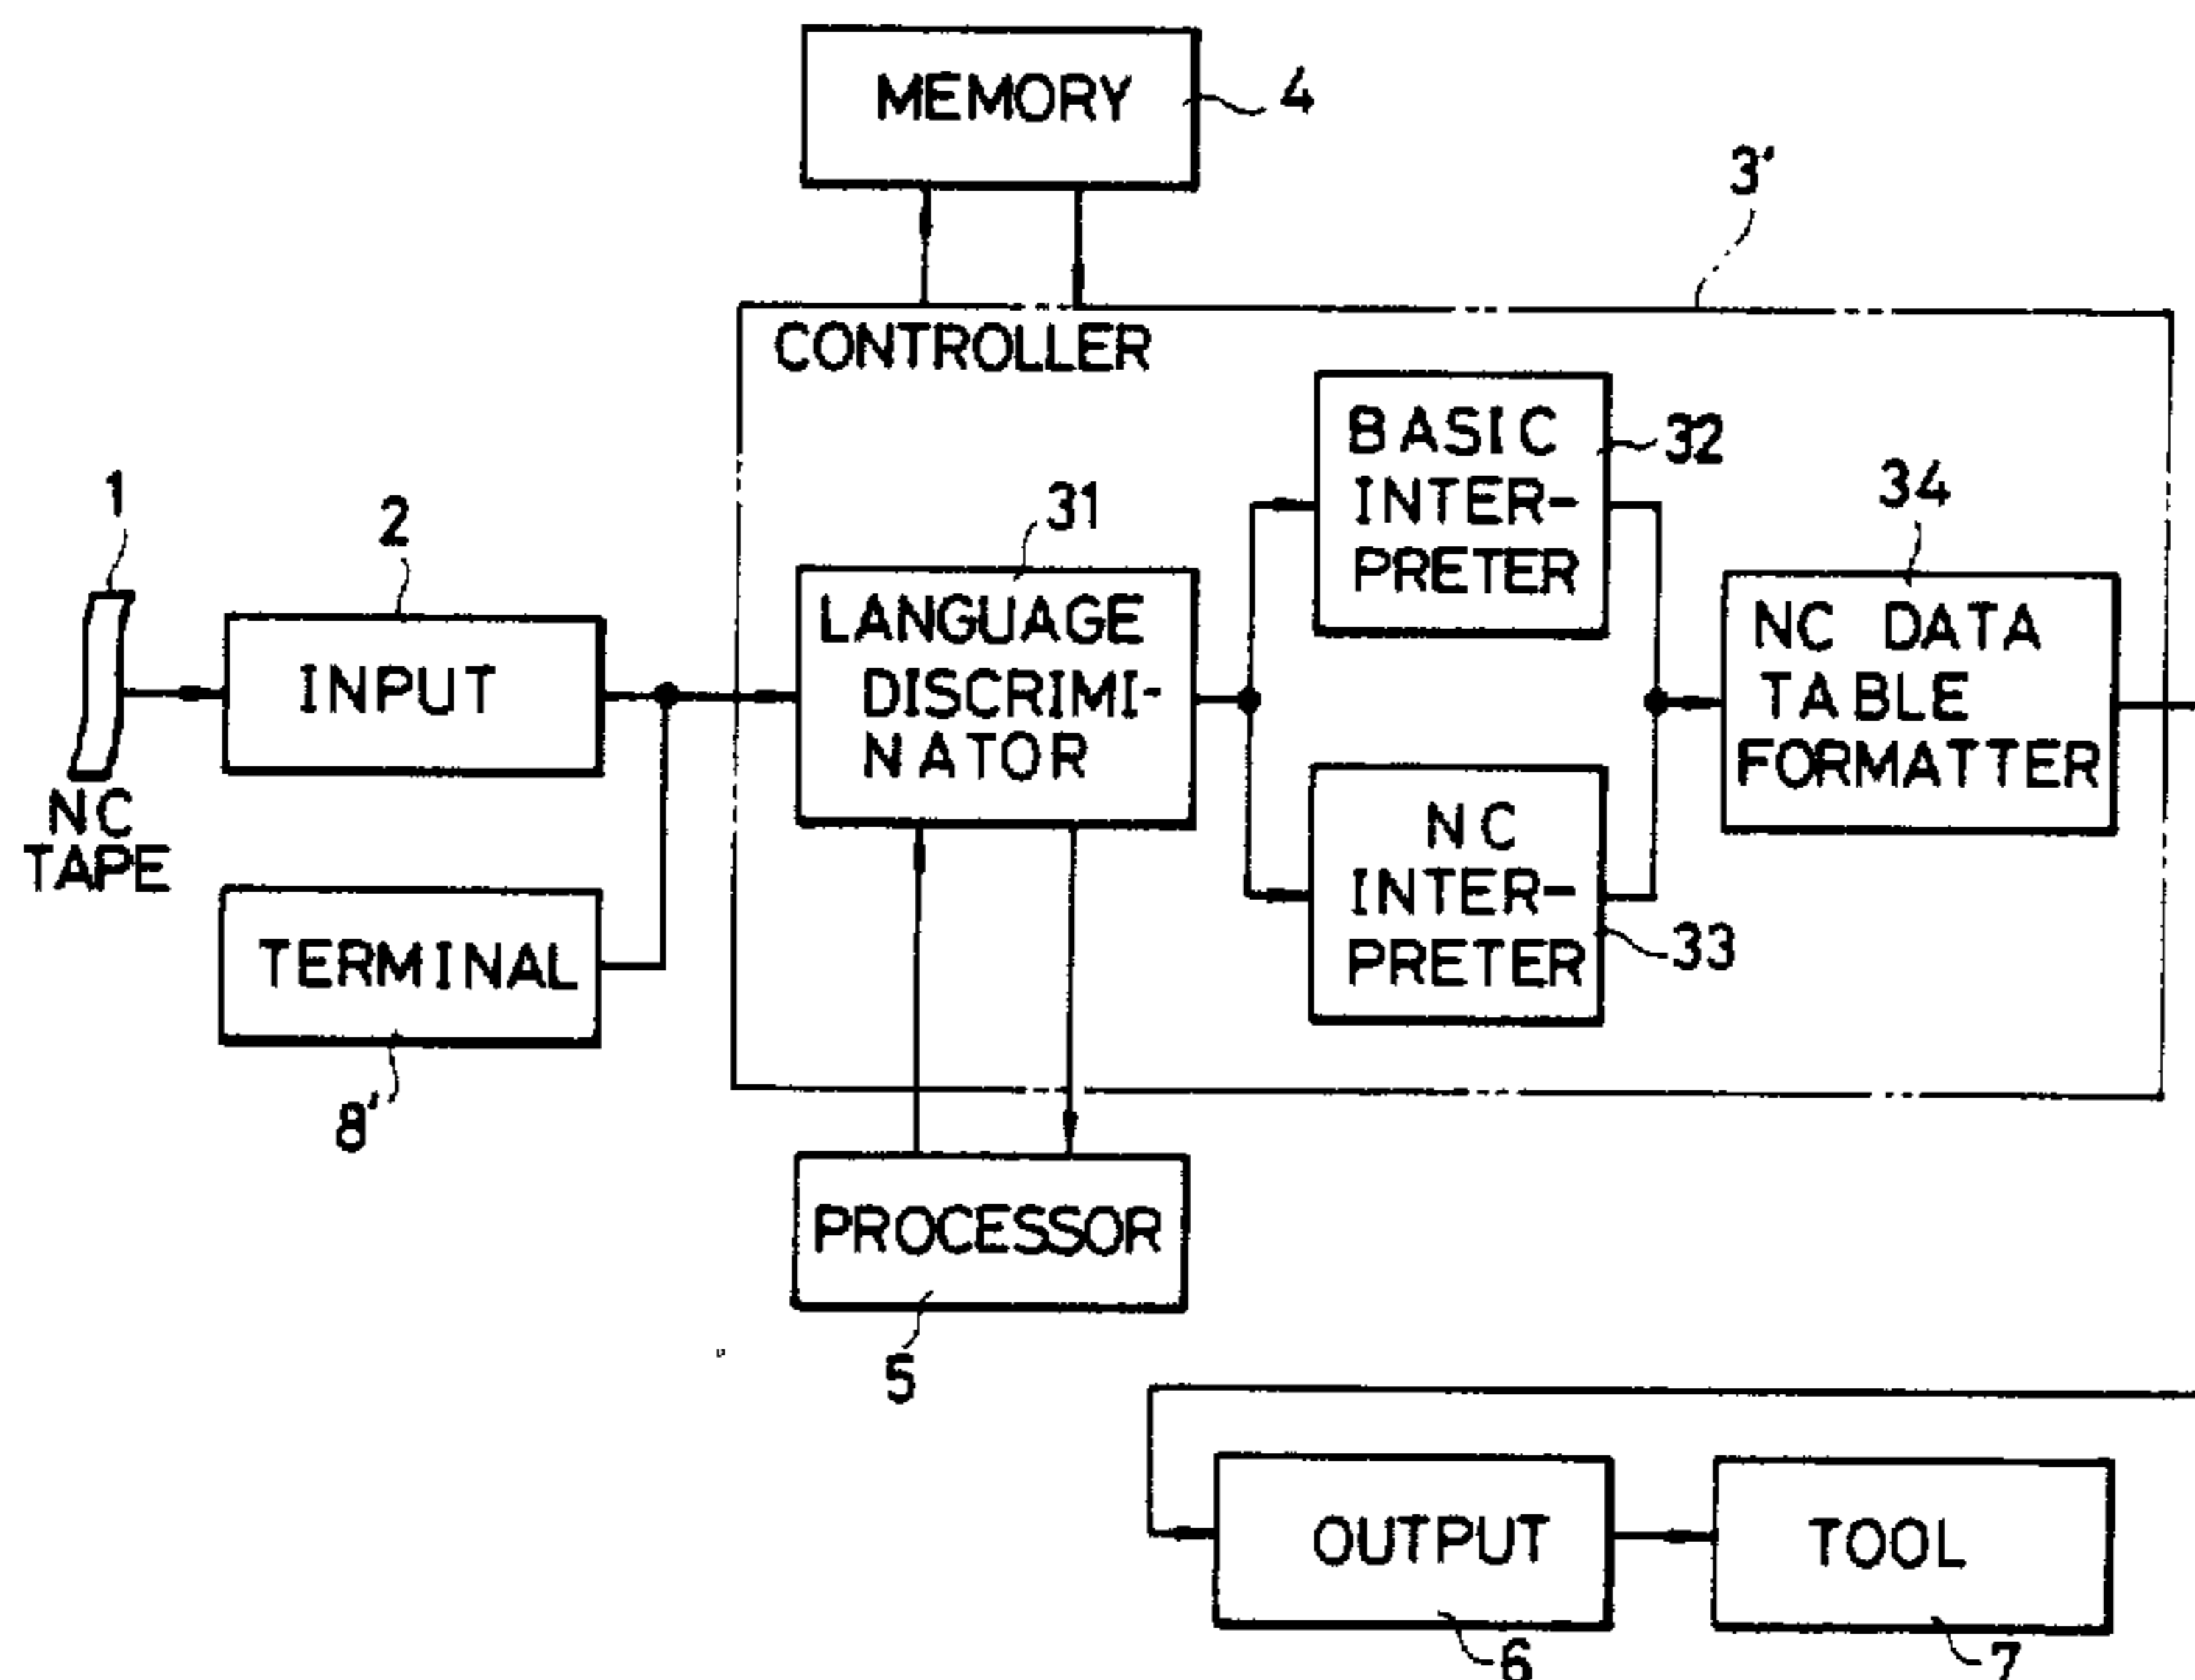 MEMORY
4
3'
CONTROLLER
BASIC
INTER-
PRETER
32
34
1
2
31
INPUT
LANGUAGE
DISCRIMI-
NATOR
NC DATA
TABLE
FORMATTER
NC
TAPE
NC
INTER-
PRETER
33
TERMINAL
8'
PROCESSOR
5
OUTPUT
TOOL
6
7